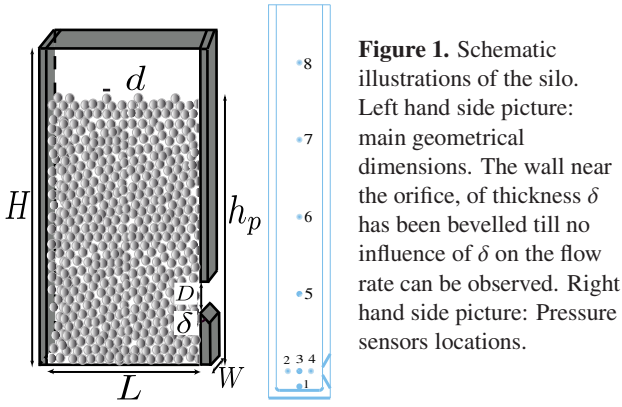 d
H
h_p
D
δ
L
W
8
7
6
5
2 3 4
1
Figure 1. Schematic
illustrations of the silo.
Left hand side picture:
main geometrical
dimensions. The wall near
the orifice, of thickness δ
has been bevelled till no
influence of δ on the flow
rate can be observed. Right
hand side picture: Pressure
sensors locations.